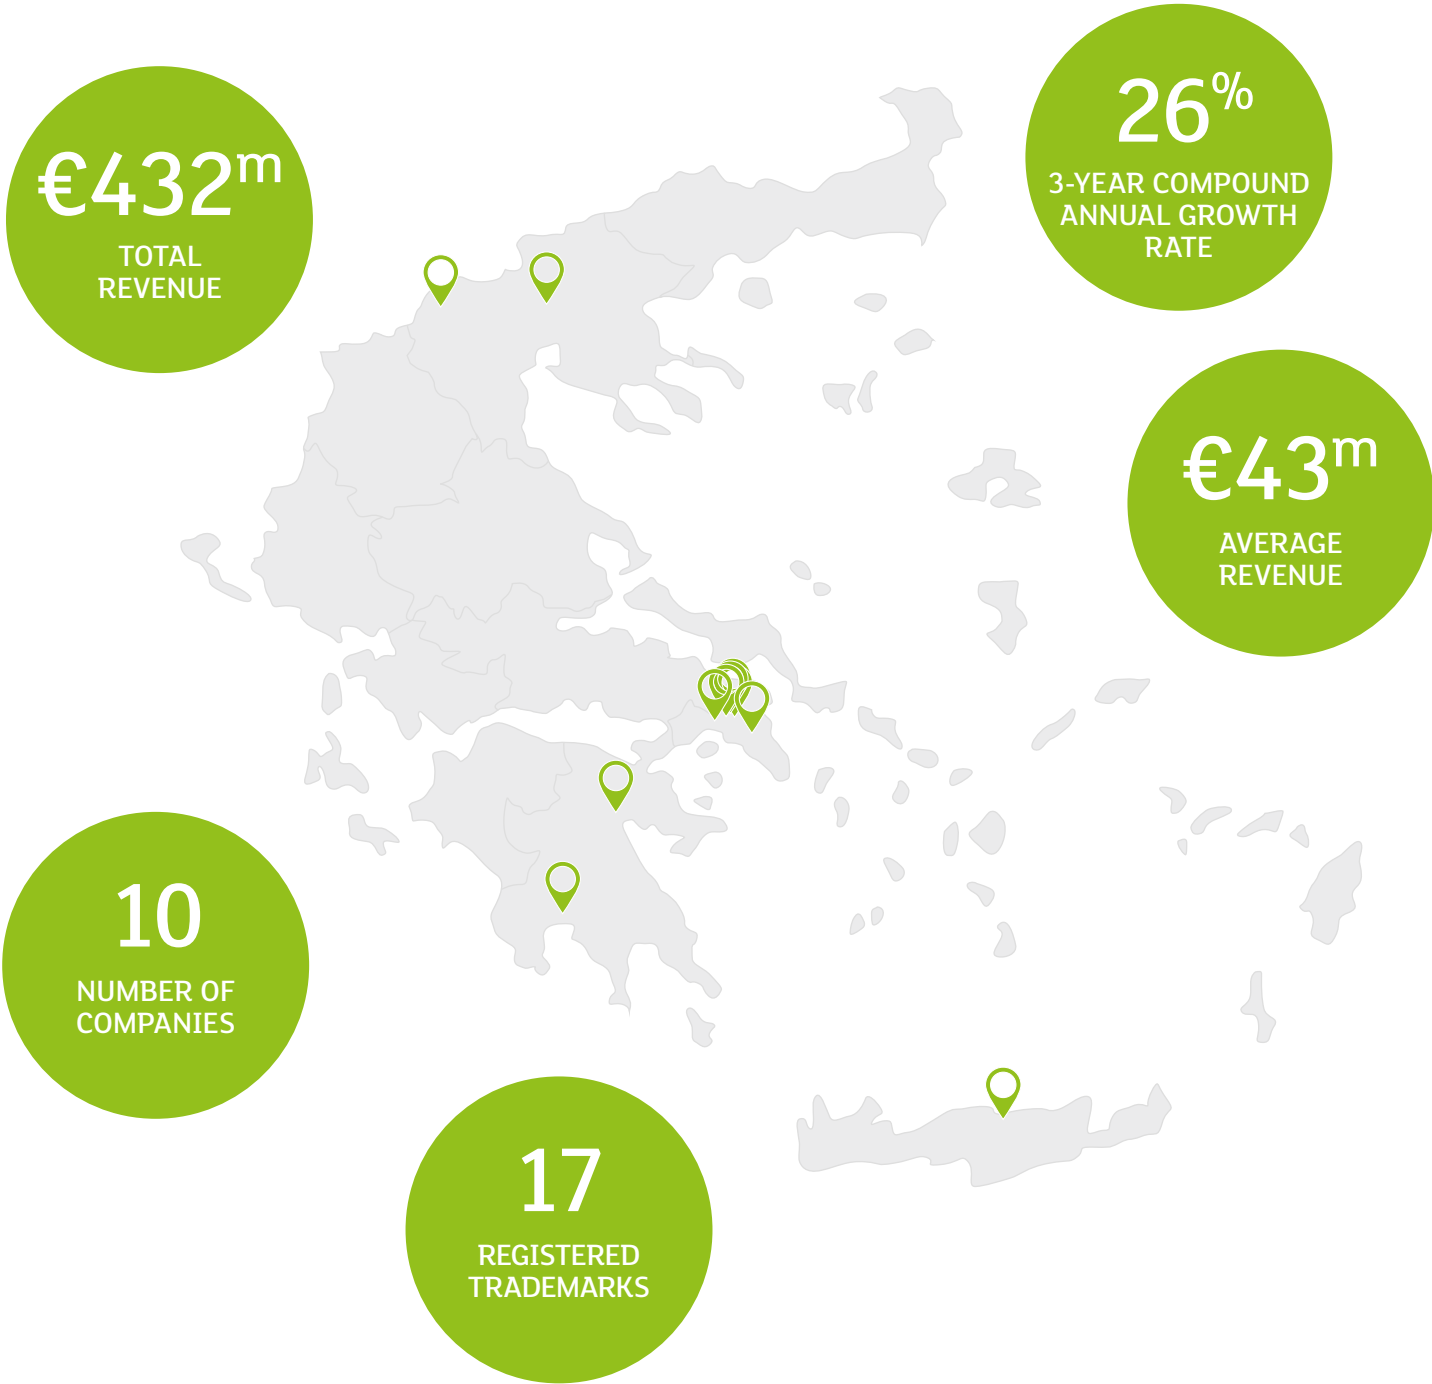 €432m
TOTAL
REVENUE
26%
3-YEAR COMPOUND
ANNUAL GROWTH
RATE
€43m
AVERAGE
REVENUE
10
NUMBER OF
COMPANIES
17
REGISTERED
TRADEMARKS